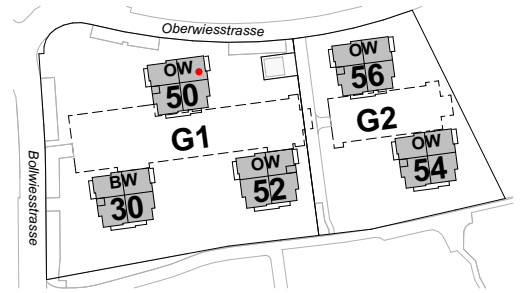 Oberwiesstrasse
OW
50
OW
56
G1
G2
Bollwiesstrasse
BW
30
OW
52
OW
54